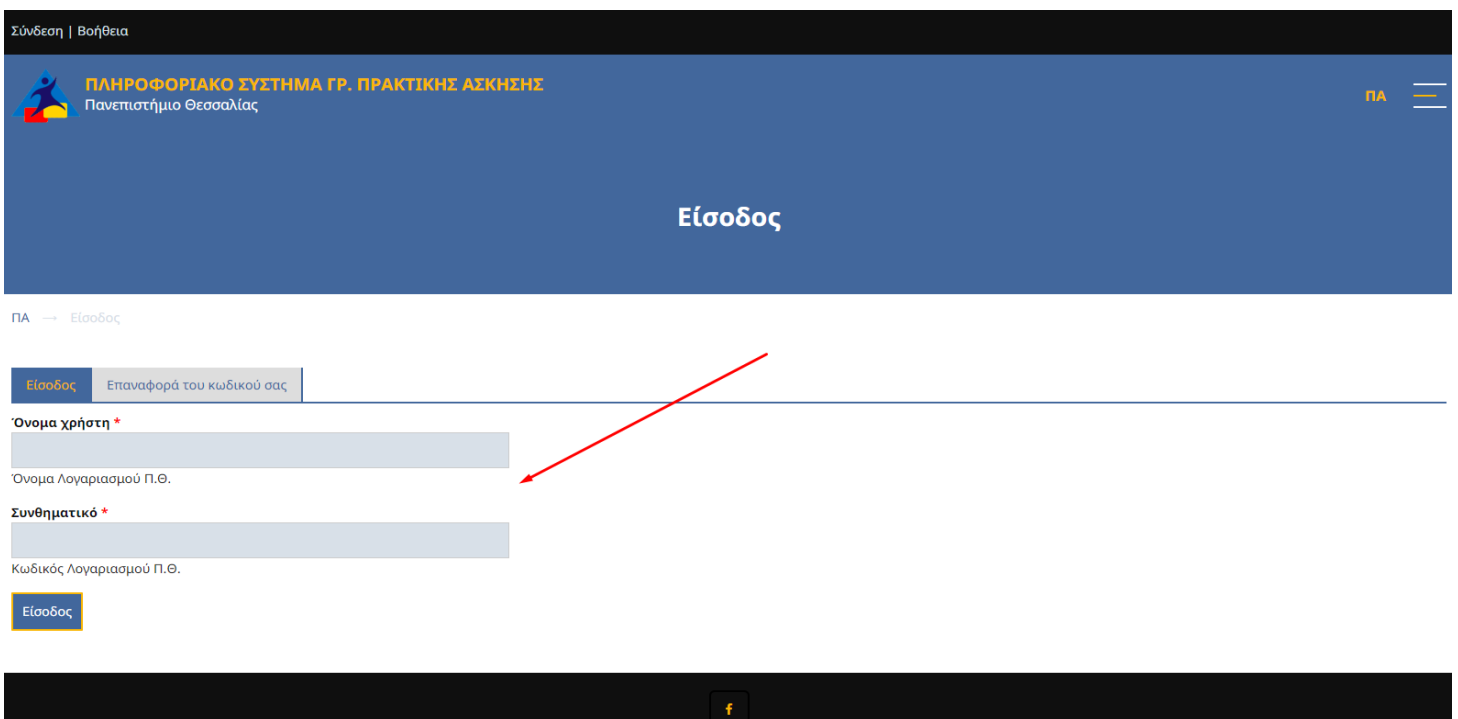 Σύνδεση | Βοήθεια
ΠΛΗΡΟΦΟΡΙΑΚΟ ΣΥΣΤΗΜΑ ΓΡ. ΠΡΑΚΤΙΚΗΣ ΑΣΚΗΣΗΣ
Πανεπιστήμιο Θεσσαλίας
ΠΑ
Είσοδος
ΠΑ → Είσοδος
Είσοδος Επαναφορά του κωδικού σας
Όνομα χρήστη *
Όνομα Λογαριασμού Π.Θ.
Συνθηματικό *
Κωδικός Λογαριασμού Π.Θ.
Είσοδος
f